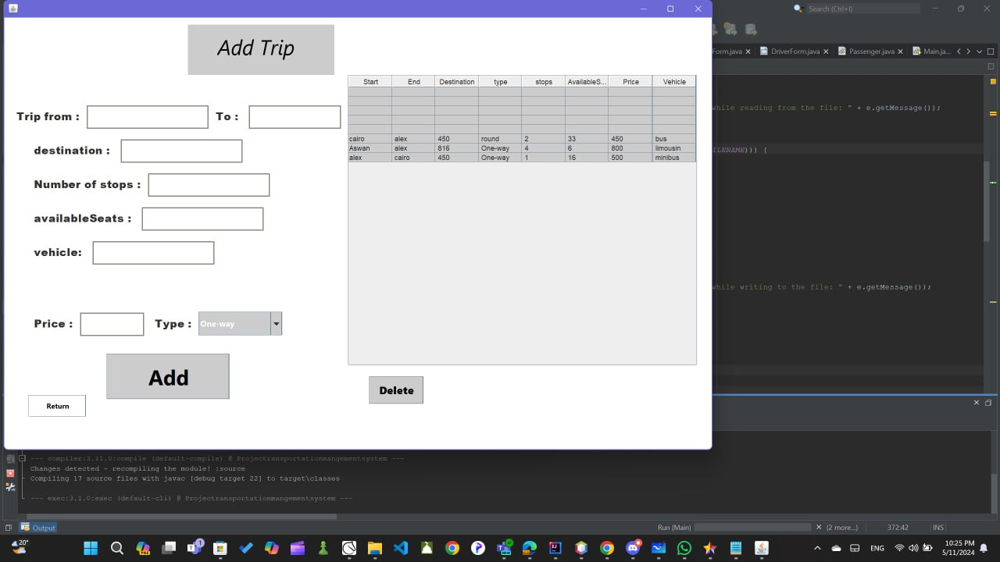 Add Trip
Search (Ctrl+I)
Form.java
DriverForm.java
Passenger.java
Main.ja...
Start End Destination type stops AvailableS... Price Vehicle
cairo alex 450 round 2 33 450 bus
Aswan alex 816 One-way 4 6 800 limousin
alex cairo 450 One-way 1 16 500 minibus
Trip from : To :
destination :
Number of stops :
availableSeats :
vehicle:
Price : Type : One-way
Add
Delete
Return
while reading from the file: " + e.getMessage());
ILENAME))) {
while writing to the file: " + e.getMessage());
--- compiler:3.11.0:compile (default-compile) @ Projectransportationmangementsystem ---
Changes detected - recompiling the module! :source
Compiling 17 source files with javac [debug target 22] to target\classes
--- exec:3.1.0:exec (default-cli) @ Projectransportationmangementsystem ---
Output
Run (Main)
(2 more...)
372:42
INS
20°
1
ENG
10:25 PM
5/11/2024